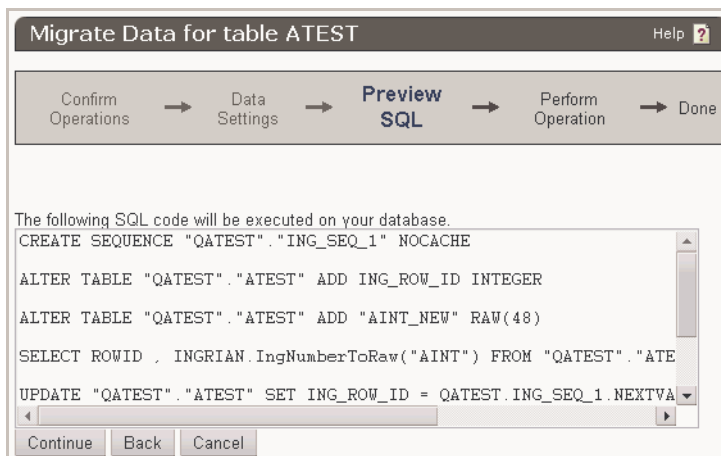 Migrate Data for table ATEST
Help ?
Confirm Operations → Data Settings → Preview SQL → Perform Operation → Done
The following SQL code will be executed on your database.
CREATE SEQUENCE "QATEST"."ING_SEQ_1" NOCACHE
ALTER TABLE "QATEST"."ATEST" ADD ING_ROW_ID INTEGER
ALTER TABLE "QATEST"."ATEST" ADD "AINT_NEW" RAW(48)
SELECT ROWID , INGRIAN.IngNumberToRaw("AINT") FROM "QATEST"."ATE
UPDATE "QATEST"."ATEST" SET ING_ROW_ID = QATEST.ING_SEQ_1.NEXTVA
Continue Back Cancel